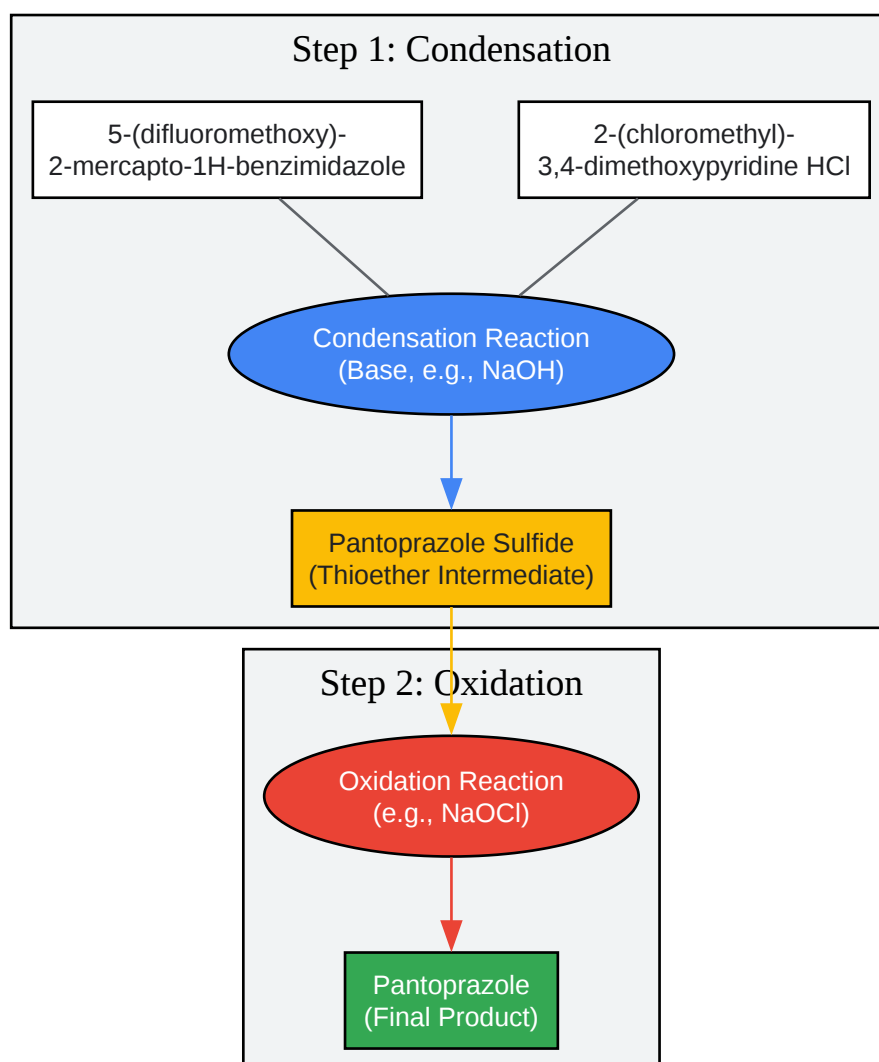 Step 1: Condensation
5-(difluoromethoxy)-
2-mercapto-1H-benzimidazole
2-(chloromethyl)-
3,4-dimethoxypyridine HCl
Condensation Reaction
(Base, e.g., NaOH)
Pantoprazole Sulfide
(Thioether Intermediate)
Step 2: Oxidation
Oxidation Reaction
(e.g., NaOCl)
Pantoprazole
(Final Product)